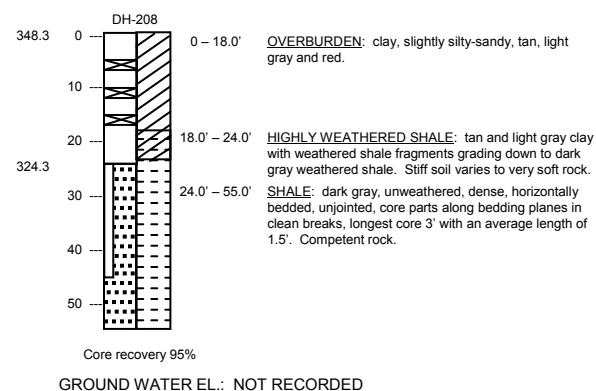 DH-208
348.3 0 --- 0 – 18.0’ OVERBURDEN: clay, slightly silty-sandy, tan, light
gray and red.
10 ---
20 --- 18.0’ – 24.0’ HIGHLY WEATHERED SHALE: tan and light gray clay
with weathered shale fragments grading down to dark
324.3 gray weathered shale. Stiff soil varies to very soft rock.
30 --- 24.0’ – 55.0’ SHALE: dark gray, unweathered, dense, horizontally
bedded, unjointed, core parts along bedding planes in
clean breaks, longest core 3’ with an average length of
1.5’. Competent rock.
40 ---
50 ---
Core recovery 95%
GROUND WATER EL.: NOT RECORDED